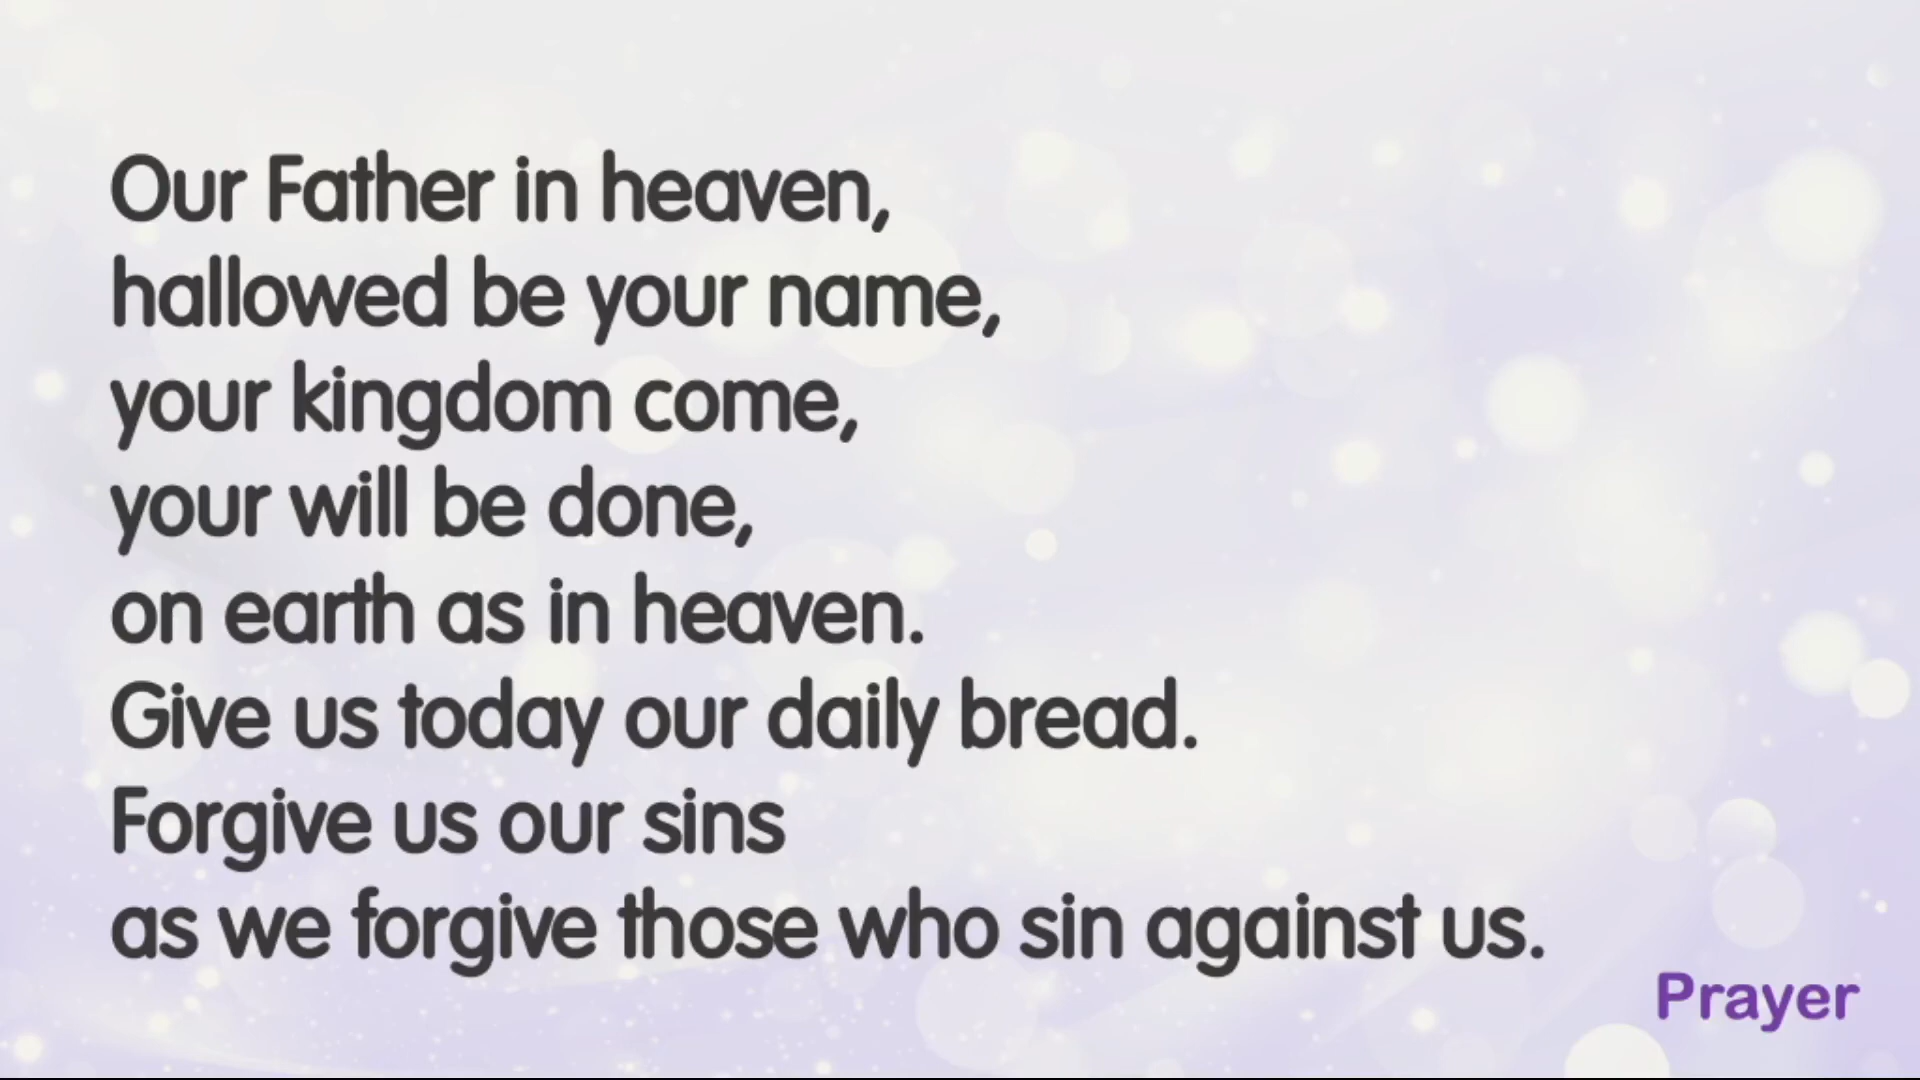 Our Father in heaven,
hallowed be your name,
your kingdom come,
your will be done,
on earth as in heaven.
Give us today our daily bread.
Forgive us our sins
as we forgive those who sin against us.
Prayer